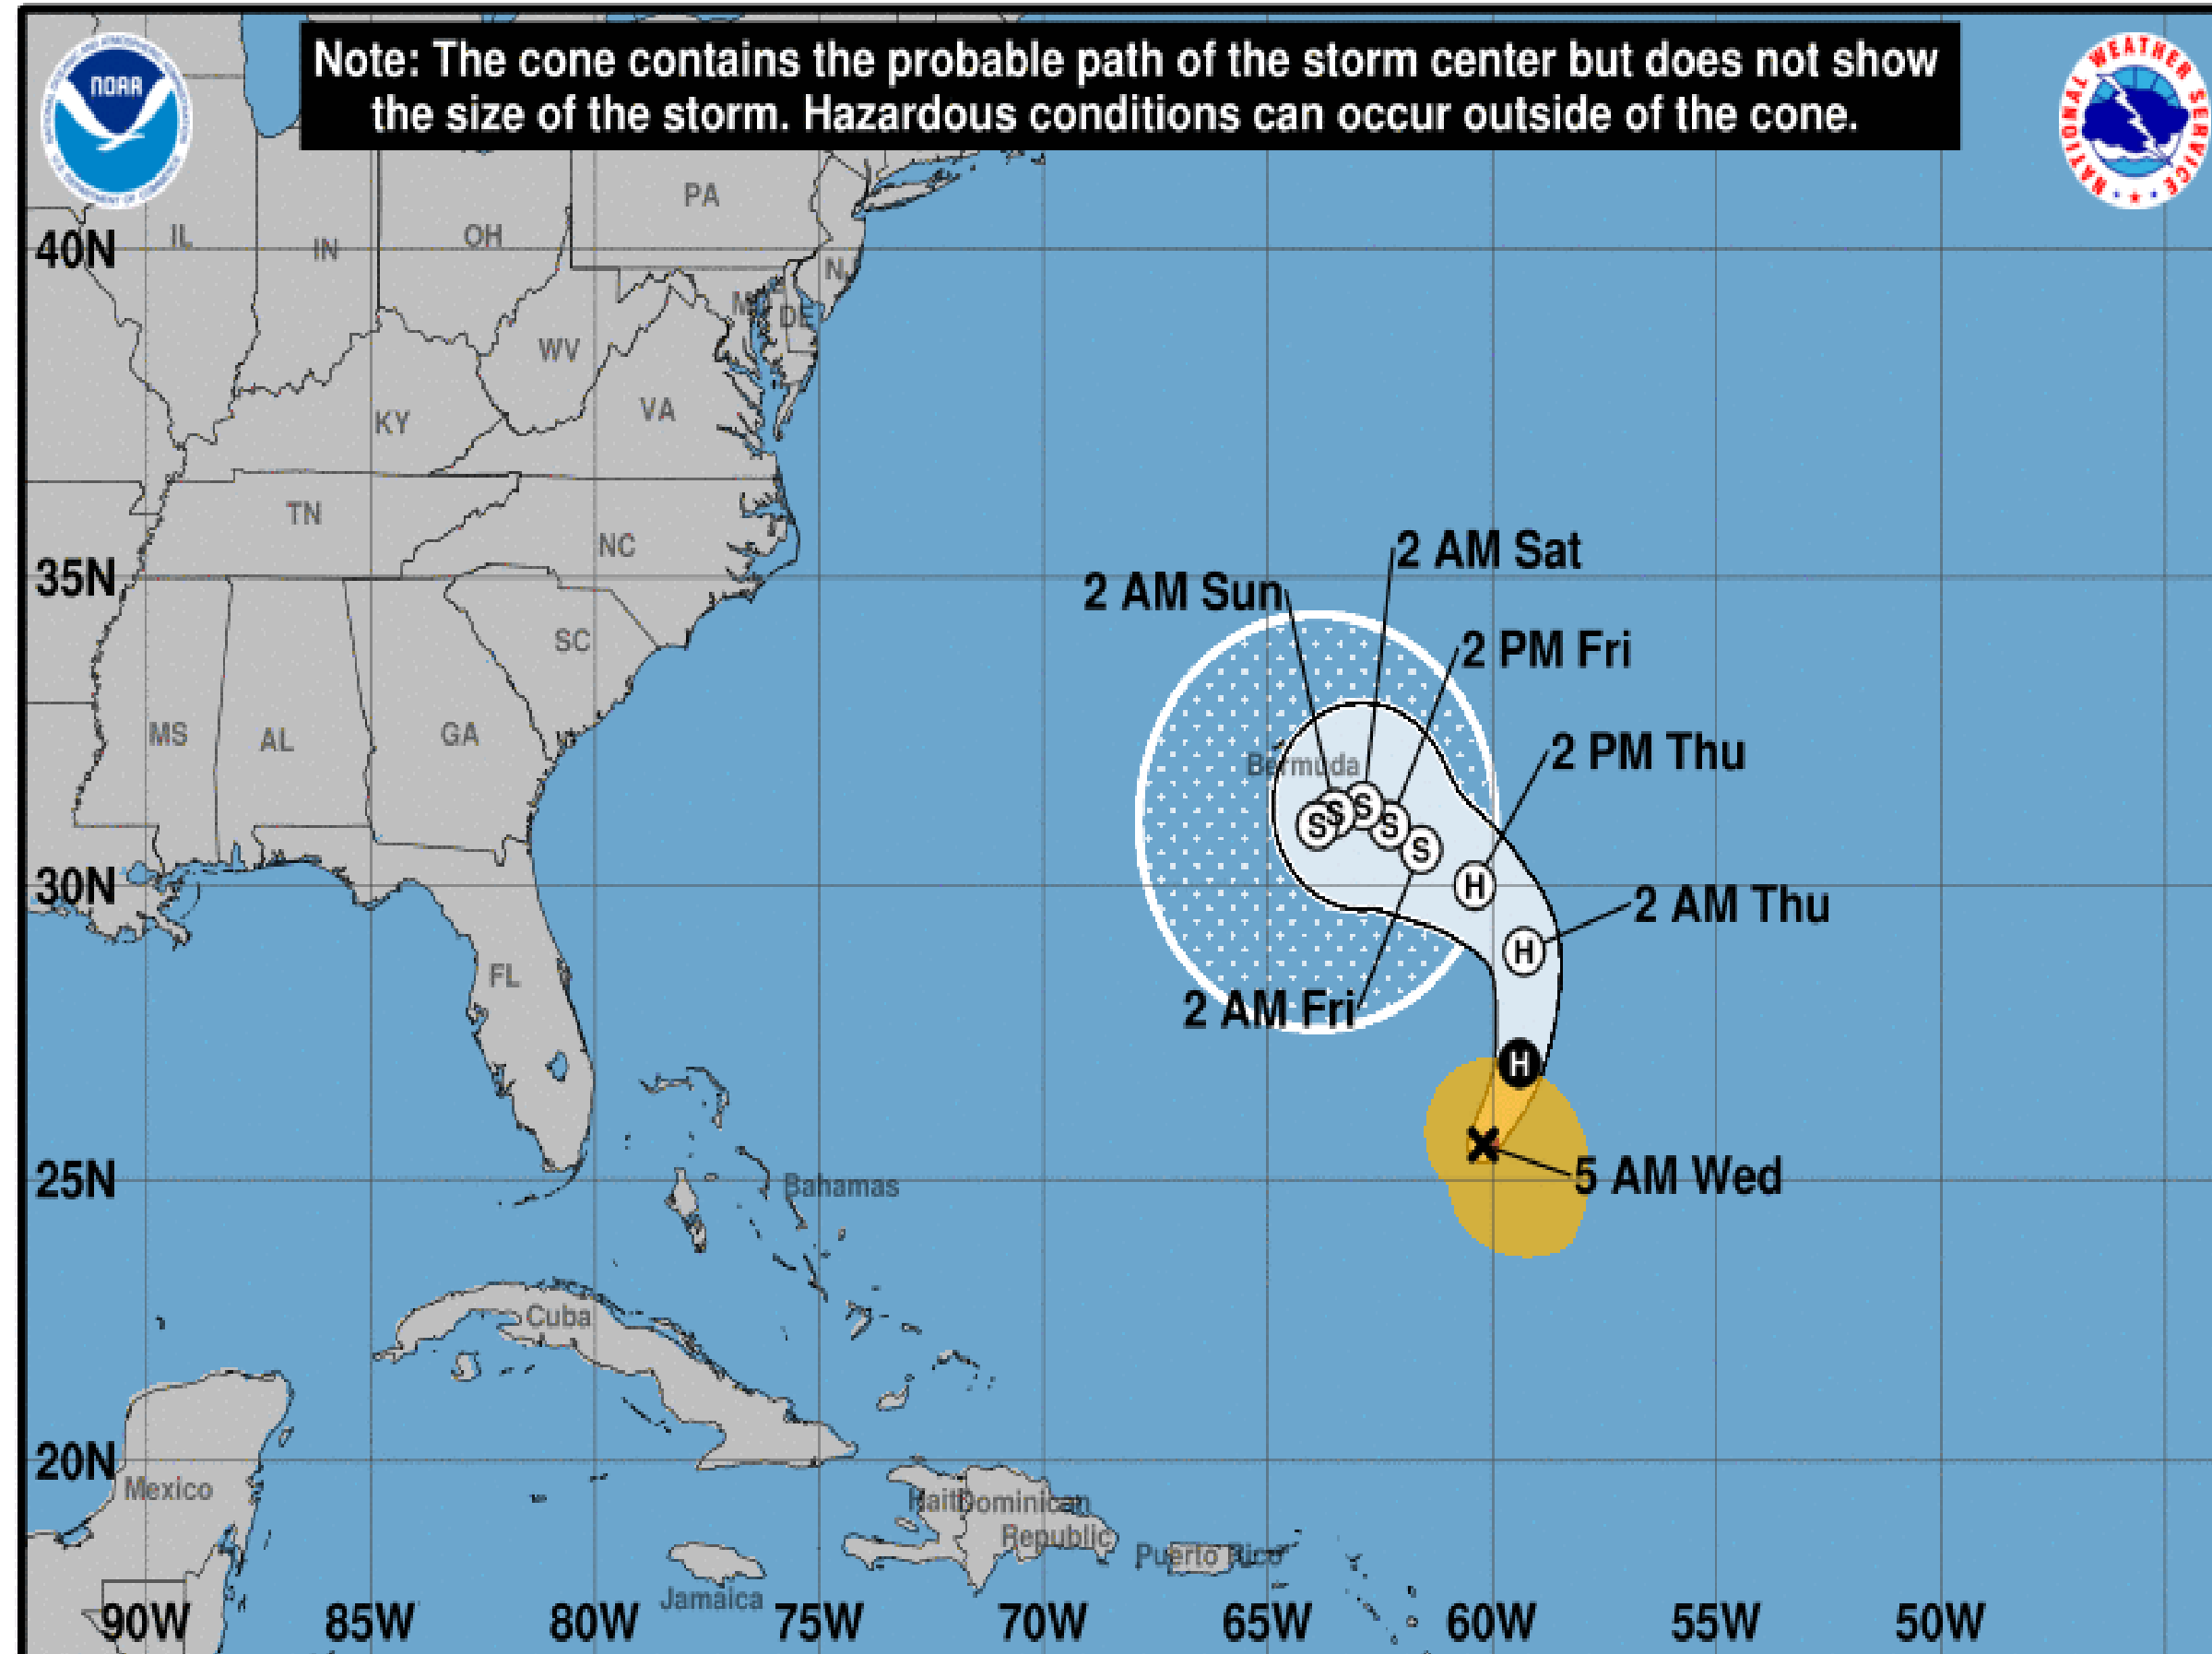 Note: The cone contains the probable path of the storm center but does not show
the size of the storm. Hazardous conditions can occur outside of the cone.
NOAA
NATIONAL WEATHER SERVICE
PA
IL
IN
OH
40N
NJ
DE
WV
KY
VA
TN
NC
2 AM Sat
35N
2 AM Sun
SC
2 PM Fri
MS
AL
GA
2 PM Thu
Bermuda
S
S
S
S
S
30N
H
2 AM Thu
H
FL
2 AM Fri
H
25N
5 AM Wed
Bahamas
Cuba
20N
Mexico
Haiti
Dominican
Republic
Puerto Rico
Jamaica
90W
85W
80W
75W
70W
65W
60W
55W
50W